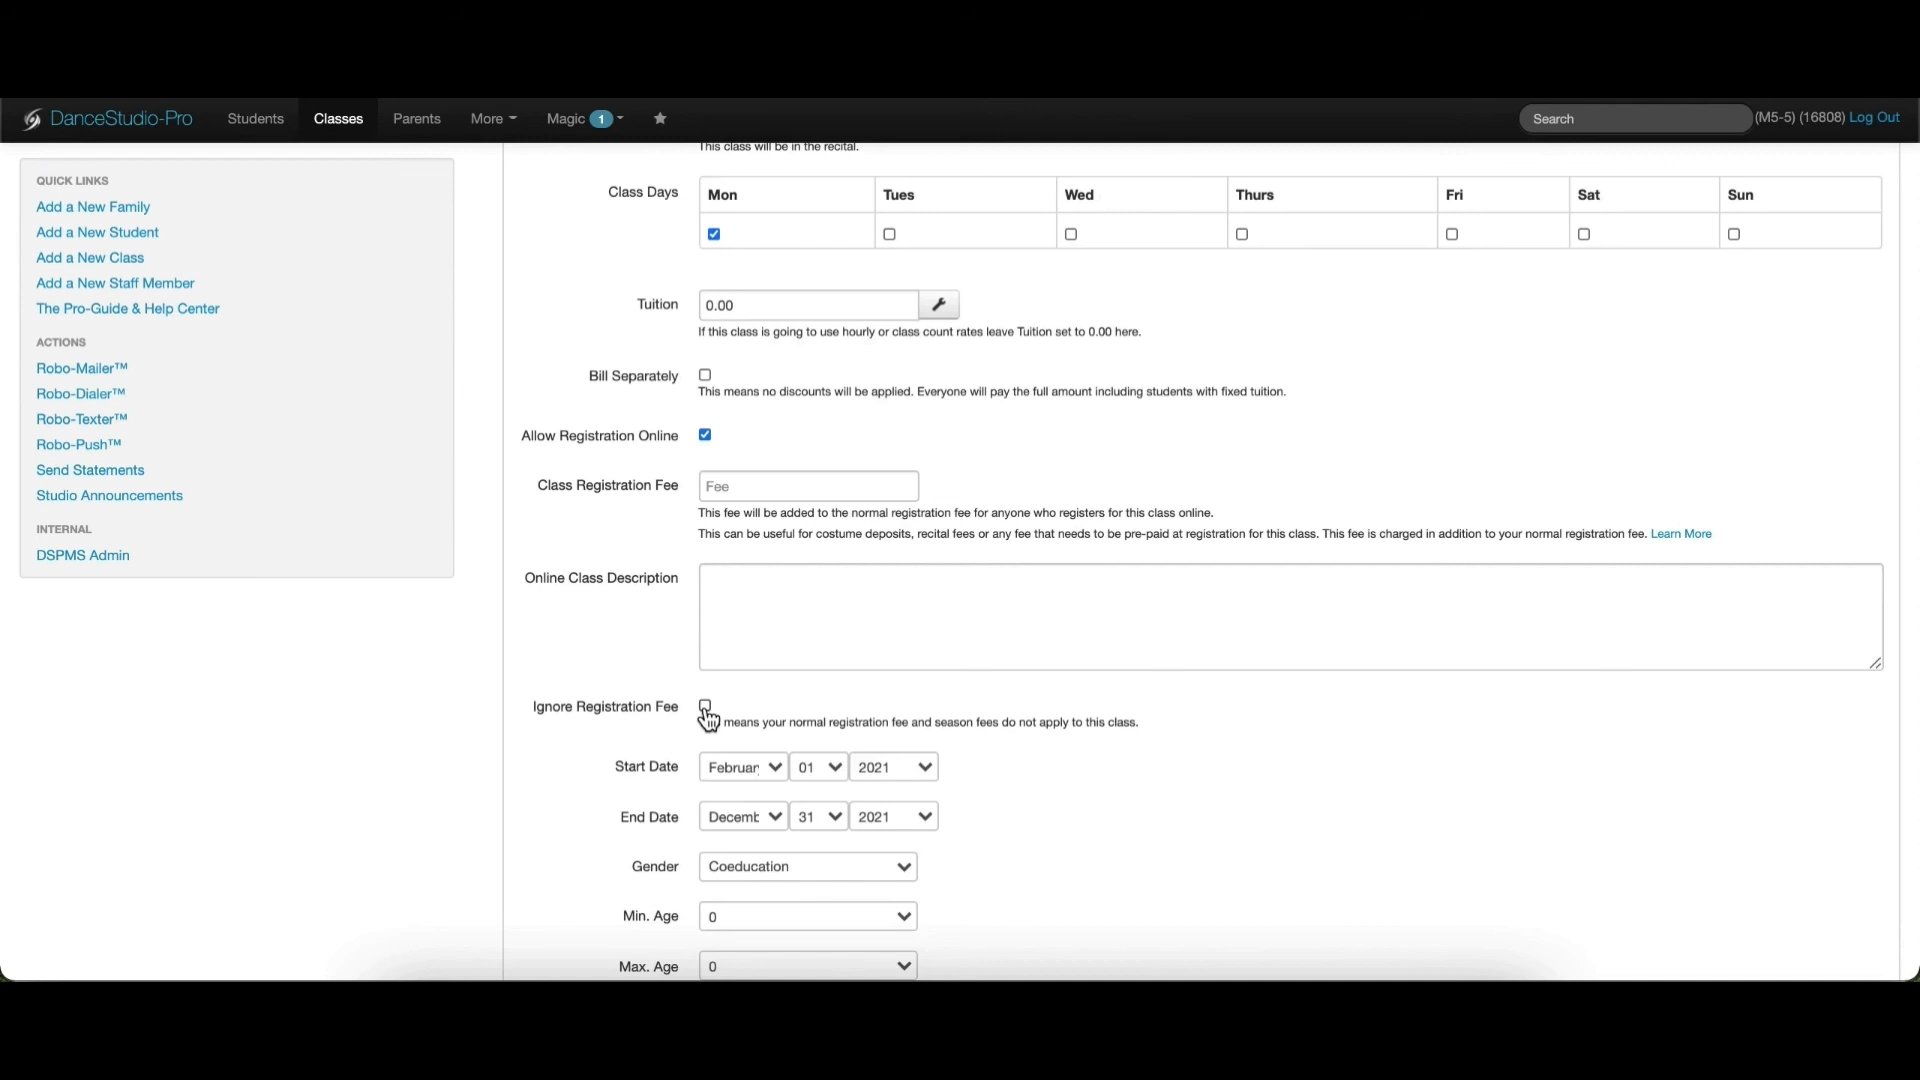 DanceStudio-Pro Students Classes Parents More Magic 1 Search (M5-5) (16808) Log Out
QUICK LINKS
Add a New Family
Add a New Student
Add a New Class
Add a New Staff Member
The Pro-Guide & Help Center
ACTIONS
Robo-Mailer™
Robo-Dialer™
Robo-Texter™
Robo-Push™
Send Statements
Studio Announcements
INTERNAL
DSPMS Admin
This class will be in the recital.
Class Days Mon Tues Wed Thurs Fri Sat Sun
Tuition 0.00
If this class is going to use hourly or class count rates leave Tuition set to 0.00 here.
Bill Separately
This means no discounts will be applied. Everyone will pay the full amount including students with fixed tuition.
Allow Registration Online
Class Registration Fee Fee
This fee will be added to the normal registration fee for anyone who registers for this class online.
This can be useful for costume deposits, recital fees or any fee that needs to be pre-paid at registration for this class. This fee is charged in addition to your normal registration fee. Learn More
Online Class Description
Ignore Registration Fee
means your normal registration fee and season fees do not apply to this class.
Start Date Februar 01 2021
End Date Decemb 31 2021
Gender Coeducation
Min. Age 0
Max. Age 0